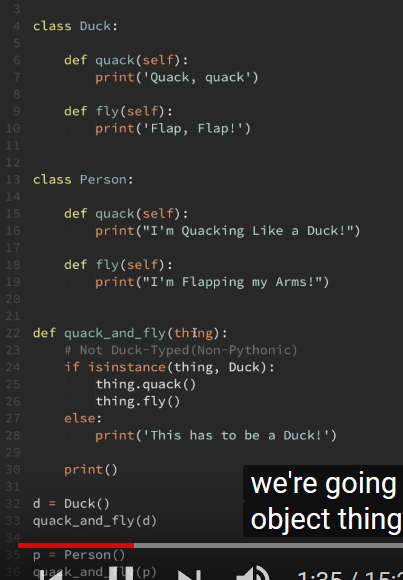 3
4 class Duck:
5
6     def quack(self):
7         print('Quack, quack')
8
9     def fly(self):
10         print('Flap, Flap!')
11
12
13 class Person:
14
15     def quack(self):
16         print("I'm Quacking Like a Duck!")
17
18     def fly(self):
19         print("I'm Flapping my Arms!")
20
21
22 def quack_and_fly(thing):
23     # Not Duck-Typed(Non-Pythonic)
24     if isinstance(thing, Duck):
25         thing.quack()
26         thing.fly()
27     else:
28         print('This has to be a Duck!')
29
30     print()
31
32 d = Duck()
33 quack_and_fly(d)
34
35 p = Person()
36 quack_and_fly(p)
we're going
object thing
1:35